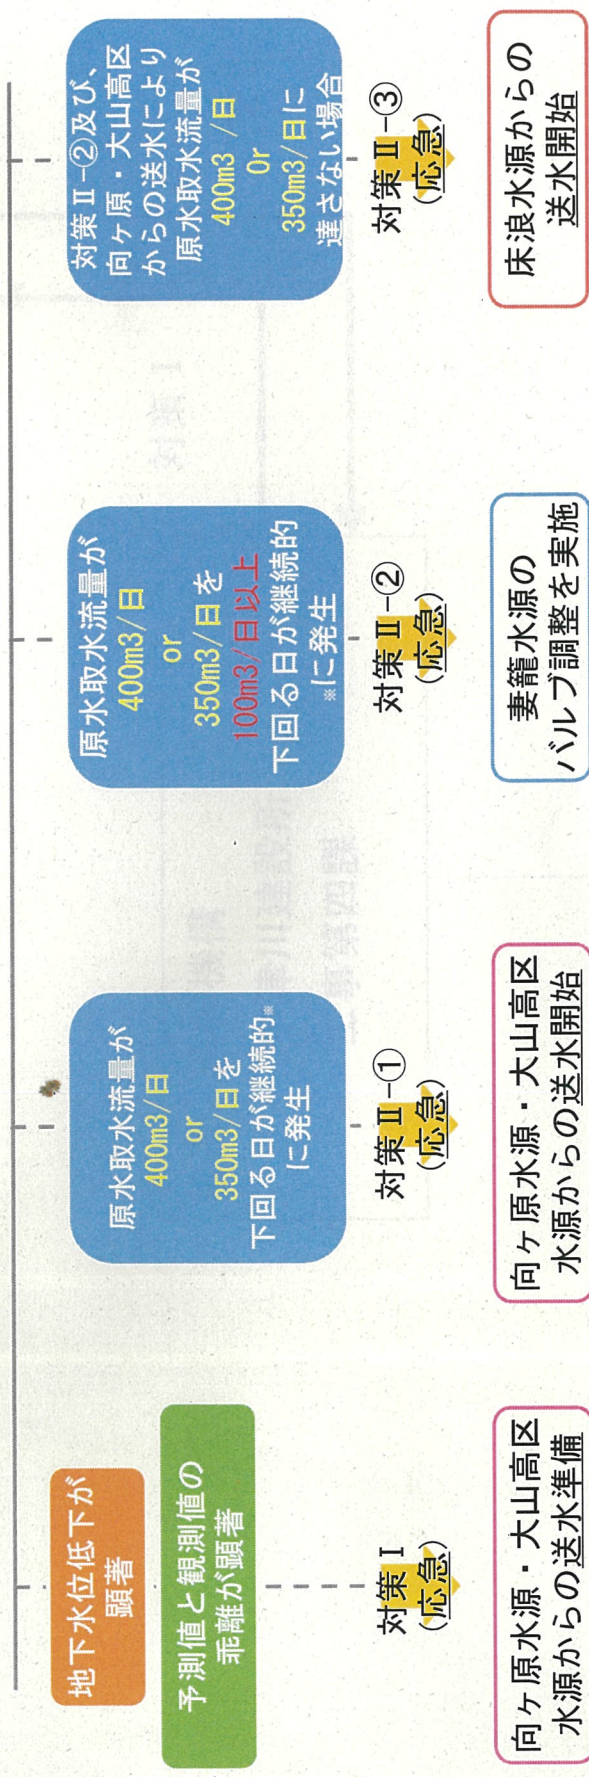 地下水位低下が
顕著
予測値と観測値の
乖離が顕著
対策Ⅰ
(応急)
向ヶ原水源・大山高区
水源からの送水準備
原水取水流量が
400m3/日
or
350m3/日を
下回る日が継続的※
に発生
対策Ⅱ-①
(応急)
向ヶ原水源・大山高区
水源からの送水開始
原水取水流量が
400m3/日
or
350m3/日を
100m3/日以上
下回る日が継続的
※に発生
対策Ⅱ-②
(応急)
妻籠水源の
バルブ調整を実施
対策Ⅱ-②及び、
向ヶ原・大山高区
からの送水により
原水取水流量が
400m3 /日
Or
350m3/日に
達さない場合
対策Ⅱ-③
(応急)
床浪水源からの
送水開始